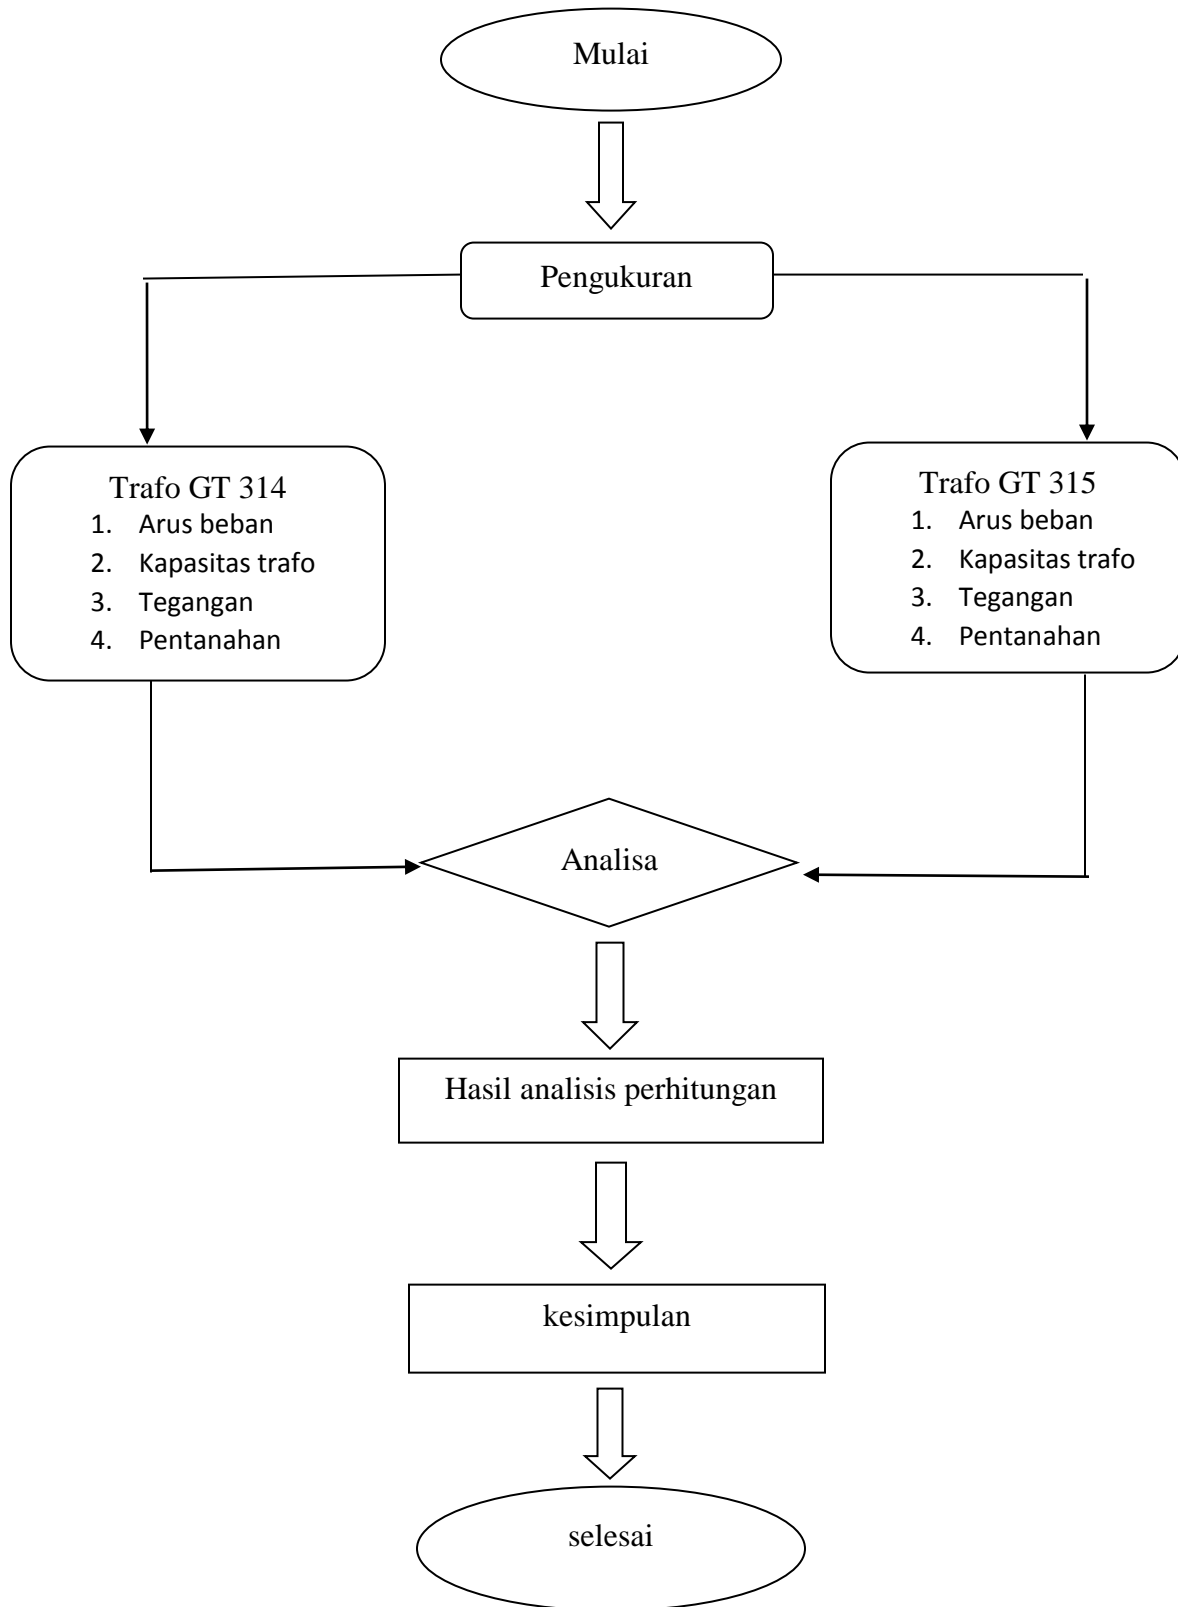 Mulai
Pengukuran
Trafo GT 314
1. Arus beban
2. Kapasitas trafo
3. Tegangan
4. Pentanahan
Trafo GT 315
1. Arus beban
2. Kapasitas trafo
3. Tegangan
4. Pentanahan
Analisa
Hasil analisis perhitungan
kesimpulan
selesai